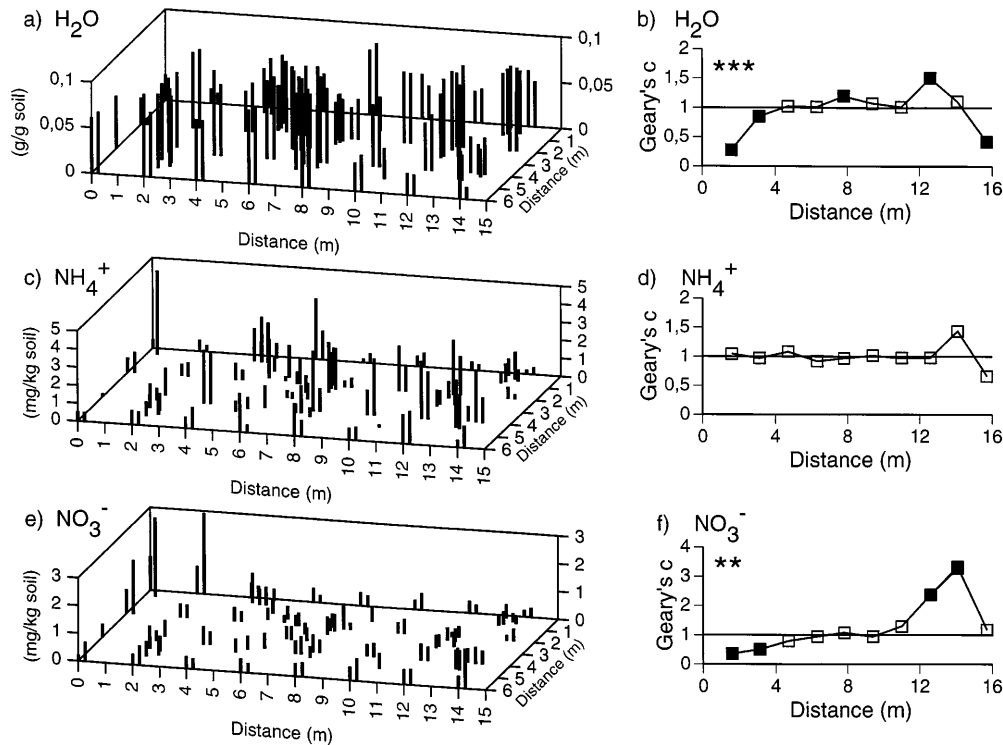 a) H₂O
0,1
0,05
0
(g/g soil)
0,1
0,05
0
0 1 2 3 4 5 6 7 8 9 10 11 12 13 14 15
Distance (m)
6 5 4 3 2 1
Distance (m)
b) H₂O
***
2
1,5
1
0,5
0
Geary's c
0 4 8 12 16
Distance (m)
c) NH₄⁺
5
4
3
2
1
0
(mg/kg soil)
5
4
3
2
1
0
0 1 2 3 4 5 6 7 8 9 10 11 12 13 14 15
Distance (m)
6 5 4 3 2 1
Distance (m)
d) NH₄⁺
2
1,5
1
0,5
0
Geary's c
0 4 8 12 16
Distance (m)
e) NO₃⁻
3
2
1
0
(mg/kg soil)
3
2
1
0
0 1 2 3 4 5 6 7 8 9 10 11 12 13 14 15
Distance (m)
6 5 4 3 2 1
Distance (m)
f) NO₃⁻
**
4
3
2
1
0
Geary's c
0 4 8 12 16
Distance (m)